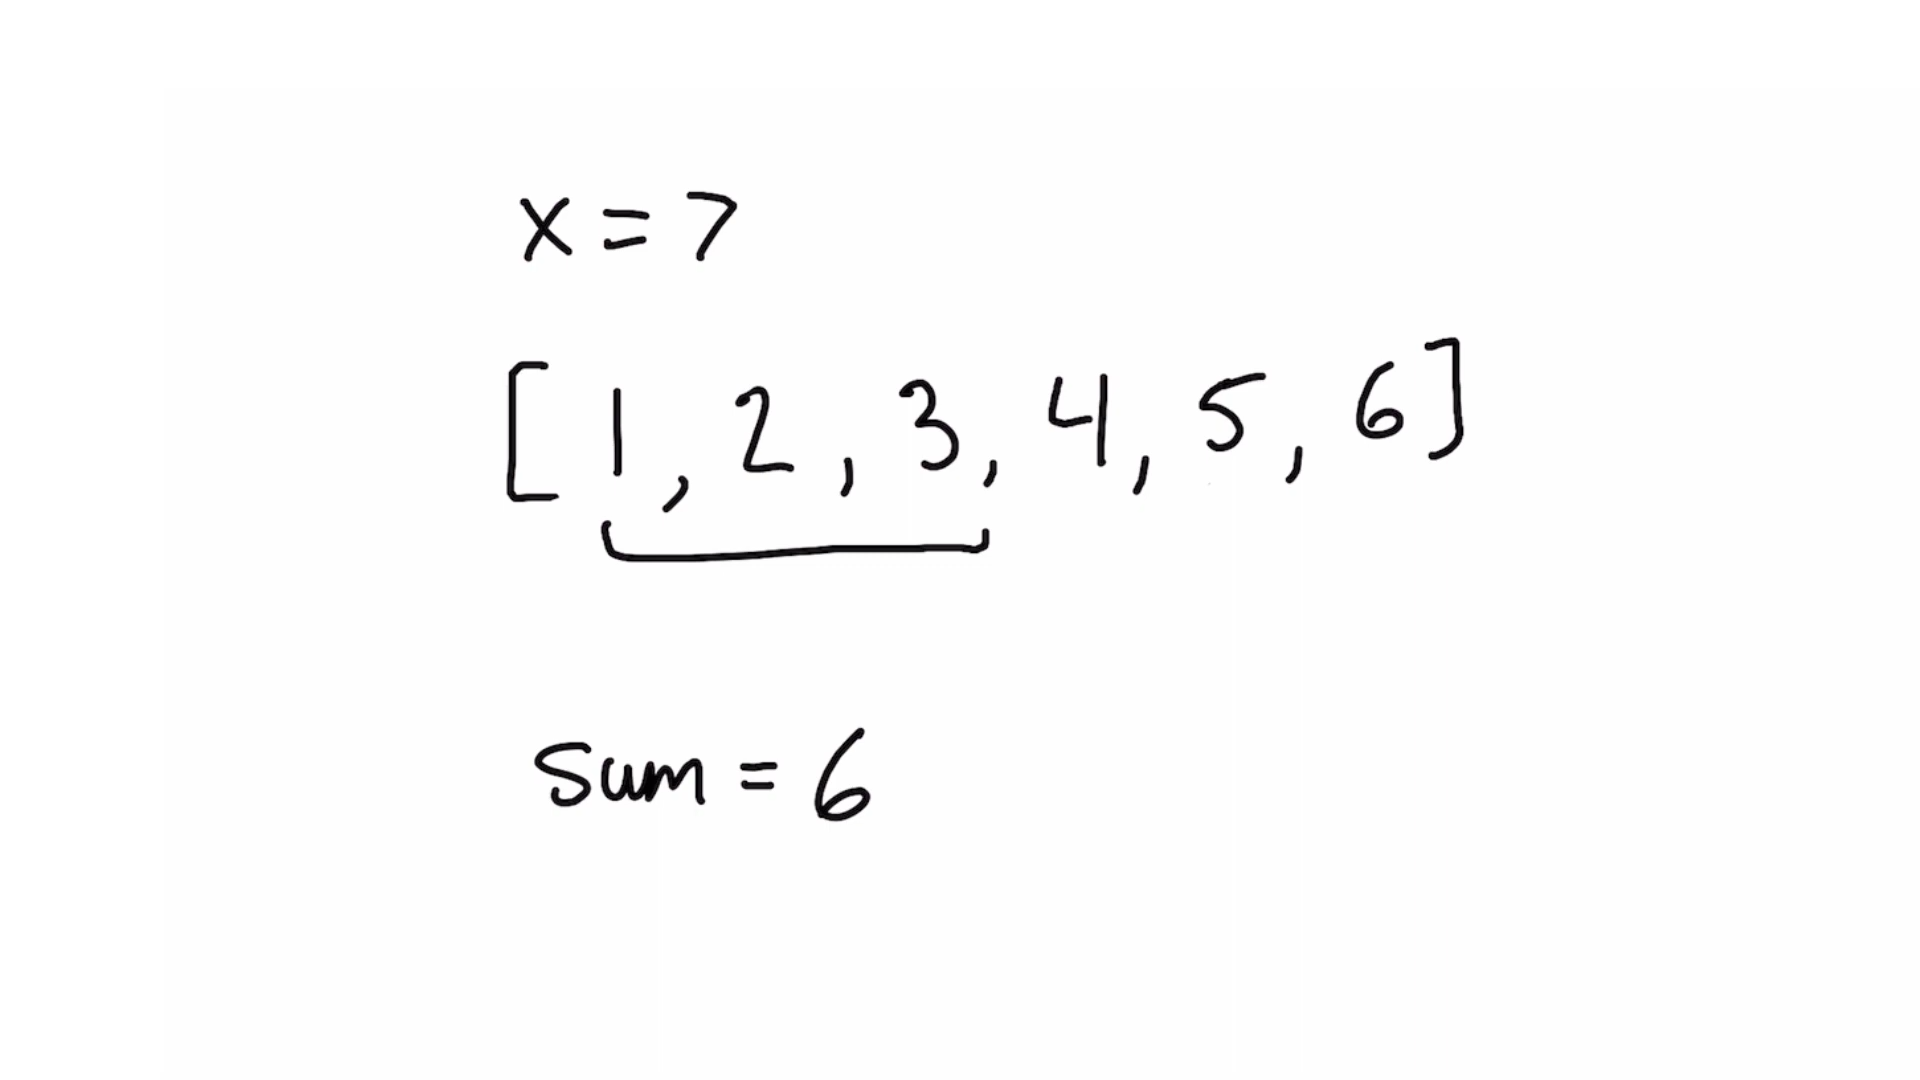 x = 7
[ 1, 2, 3, 4, 5, 6]
Sum = 6